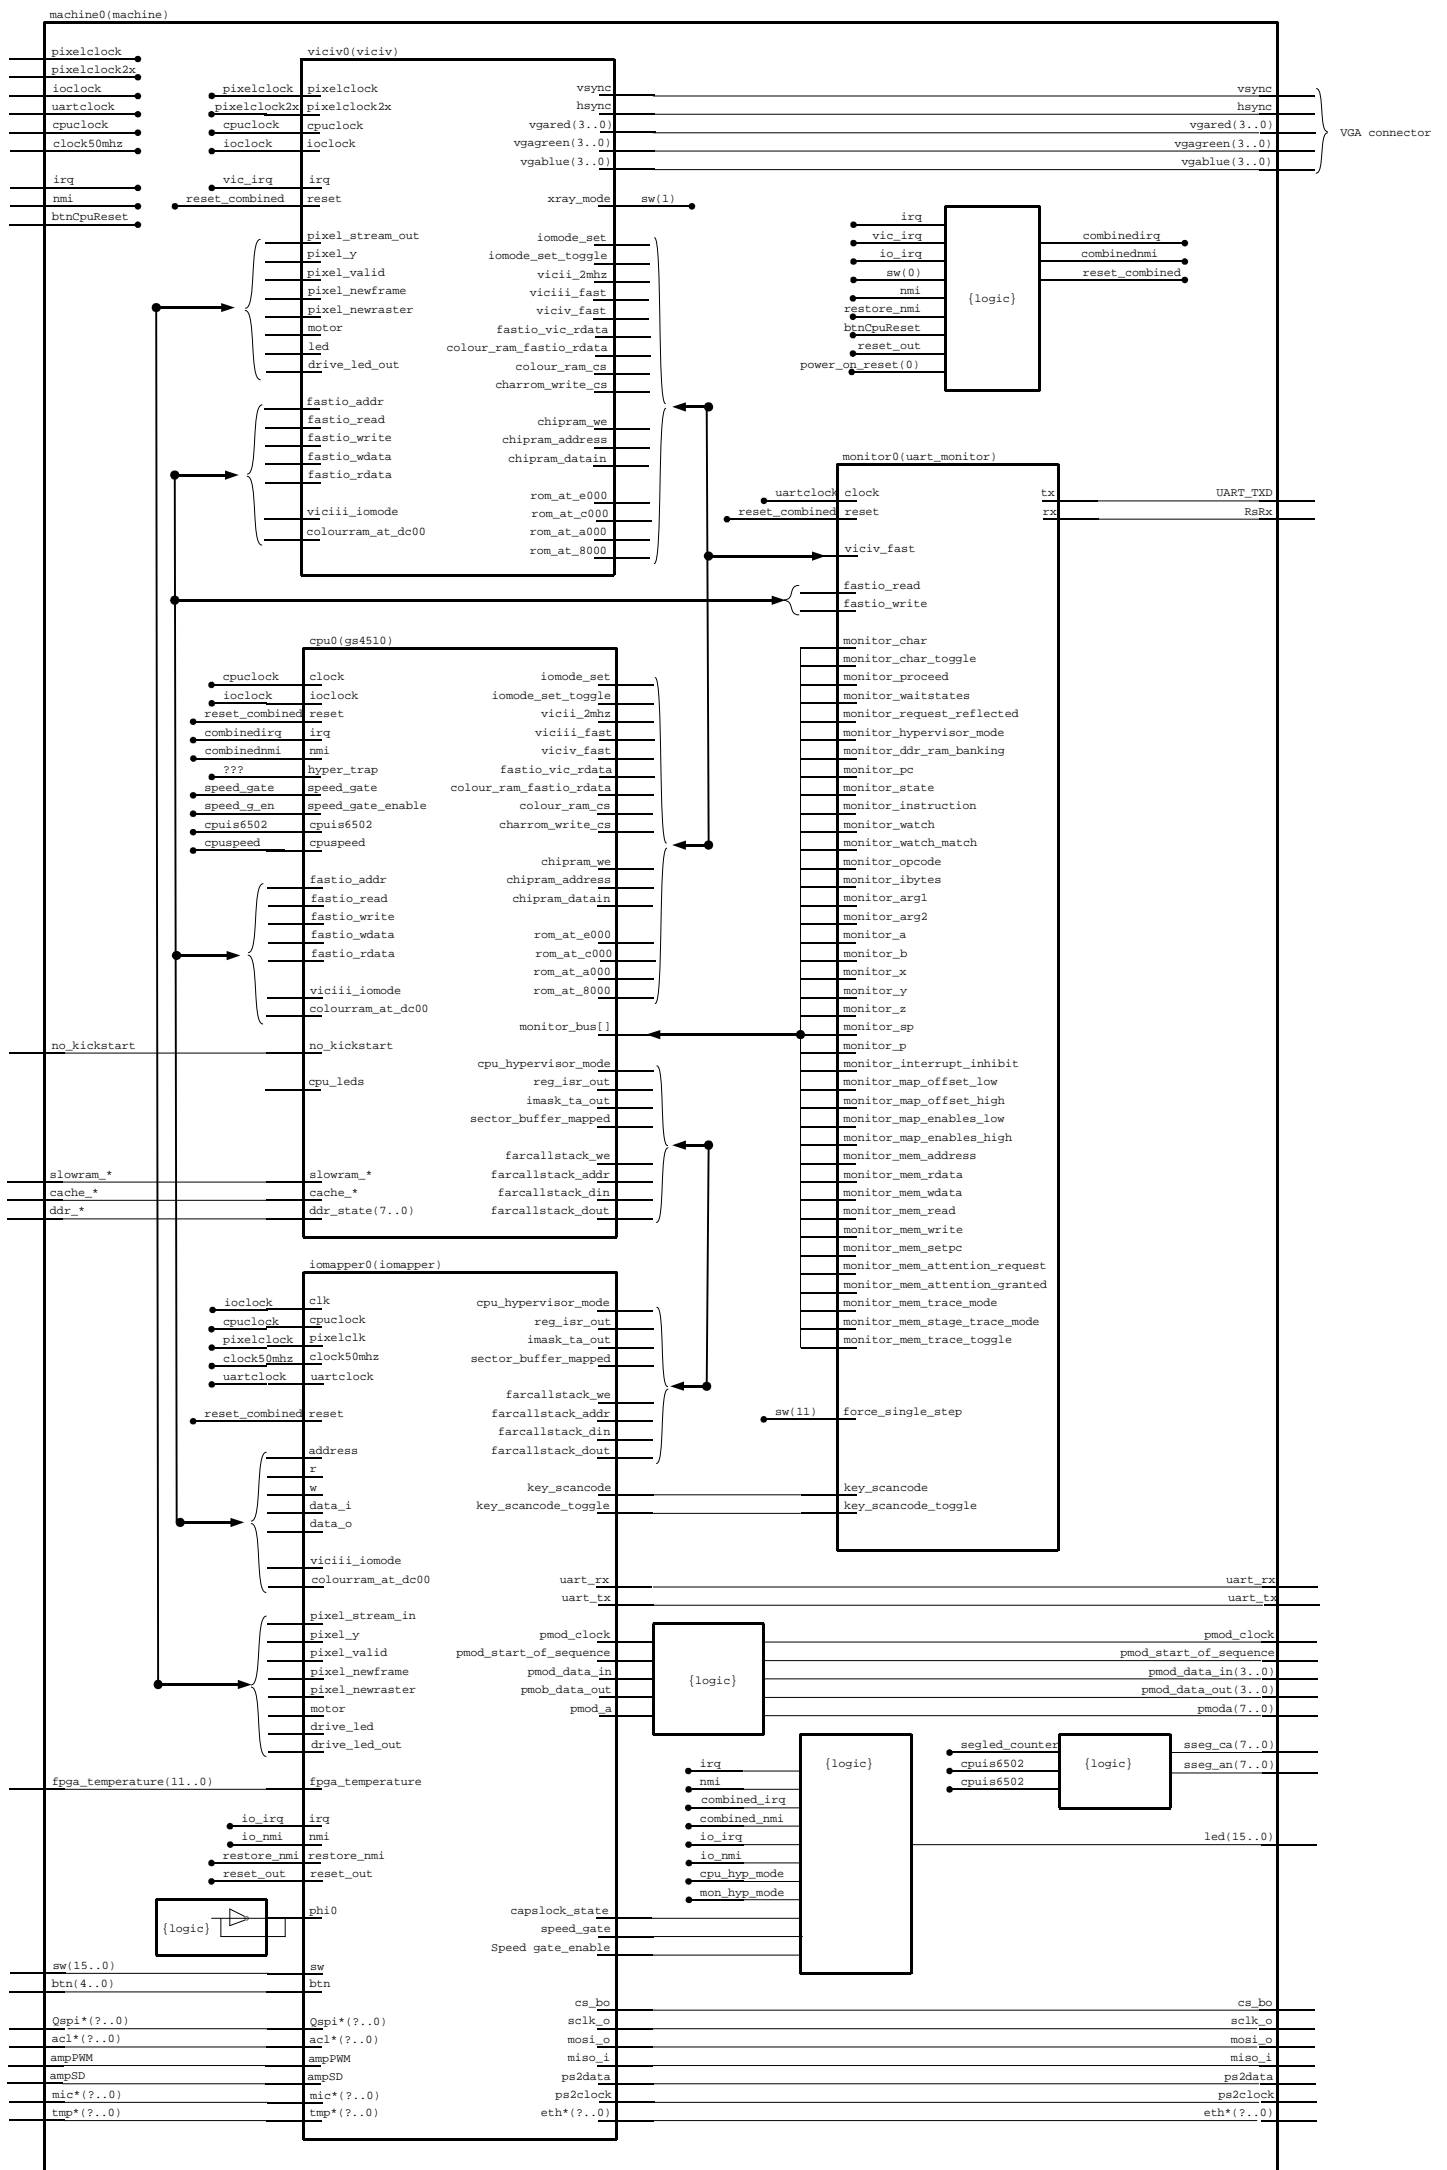 machine0(machine)
pixelclock
pixelclock2x
ioclock
uartclock
cpuclock
clock50mhz
irq
nmi
btnCpuReset
viciv0(viciv)
pixelclock pixelclock
pixelclock2x pixelclock2x
cpuclock cpuclock
ioclock ioclock
vic_irq irq
reset_combined reset
pixel_stream_out
pixel_y
pixel_valid
pixel_newframe
pixel_newraster
motor
led
drive_led_out
fastio_addr
fastio_read
fastio_write
fastio_wdata
fastio_rdata
viciii_iomode
colourram_at_dc00
vsync
hsync
vgared(3..0)
vgagreen(3..0)
vgablue(3..0)
xray_mode sw(1)
iomode_set
iomode_set_toggle
vicii_2mhz
viciii_fast
viciv_fast
fastio_vic_rdata
colour_ram_fastio_rdata
colour_ram_cs
charrom_write_cs
chipram_we
chipram_address
chipram_datain
rom_at_e000
rom_at_c000
rom_at_a000
rom_at_8000
vsync
hsync
vgared(3..0)
vgagreen(3..0)
vgablue(3..0)
VGA connector
irq
vic_irq
io_irq
sw(0)
nmi
restore_nmi
btnCpuReset
reset_out
power_on_reset(0)
{logic}
combinedirq
combinednmi
reset_combined
monitor0(uart_monitor)
uartclock clock
reset_combined reset
tx
rx
UART_TXD
RsRx
viciv_fast
fastio_read
fastio_write
monitor_char
monitor_char_toggle
monitor_proceed
monitor_waitstates
monitor_request_reflected
monitor_hypervisor_mode
monitor_ddr_ram_banking
monitor_pc
monitor_state
monitor_instruction
monitor_watch
monitor_watch_match
monitor_opcode
monitor_ibytes
monitor_arg1
monitor_arg2
monitor_a
monitor_b
monitor_x
monitor_y
monitor_z
monitor_sp
monitor_p
monitor_interrupt_inhibit
monitor_map_offset_low
monitor_map_offset_high
monitor_map_enables_low
monitor_map_enables_high
monitor_mem_address
monitor_mem_rdata
monitor_mem_wdata
monitor_mem_read
monitor_mem_write
monitor_mem_setpc
monitor_mem_attention_request
monitor_mem_attention_granted
monitor_mem_trace_mode
monitor_mem_stage_trace_mode
monitor_mem_trace_toggle
sw(11) force_single_step
key_scancode
key_scancode_toggle
cpu0(gs4510)
cpuclock clock
ioclock ioclock
reset_combined reset
combinedirq irq
combinednmi nmi
??? hyper_trap
speed_gate speed_gate
speed_g_en speed_gate_enable
cpuis6502 cpuis6502
cpuspeed cpuspeed
fastio_addr
fastio_read
fastio_write
fastio_wdata
fastio_rdata
viciii_iomode
colourram_at_dc00
no_kickstart no_kickstart
cpu_leds
slowram_* slowram_*
cache_* cache_*
ddr_* ddr_state(7..0)
iomode_set
iomode_set_toggle
vicii_2mhz
viciii_fast
viciv_fast
fastio_vic_rdata
colour_ram_fastio_rdata
colour_ram_cs
charrom_write_cs
chipram_we
chipram_address
chipram_datain
rom_at_e000
rom_at_c000
rom_at_a000
rom_at_8000
monitor_bus[]
cpu_hypervisor_mode
reg_isr_out
imask_ta_out
sector_buffer_mapped
farcallstack_we
farcallstack_addr
farcallstack_din
farcallstack_dout
iomapper0(iomapper)
ioclock clk
cpuclock cpuclock
pixelclock pixelclk
clock50mhz clock50mhz
uartclock uartclock
reset_combined reset
address
r
w
data_i
data_o
viciii_iomode
colourram_at_dc00
pixel_stream_in
pixel_y
pixel_valid
pixel_newframe
pixel_newraster
motor
drive_led
drive_led_out
fpga_temperature(11..0) fpga_temperature
io_irq irq
io_nmi nmi
restore_nmi restore_nmi
reset_out reset_out
{logic} phi0
sw(15..0) sw
btn(4..0) btn
Qspi*(?..0) Qspi*(?..0)
acl*(?..0) acl*(?..0)
ampPWM ampPWM
ampSD ampSD
mic*(?..0) mic*(?..0)
tmp*(?..0) tmp*(?..0)
cpu_hypervisor_mode
reg_isr_out
imask_ta_out
sector_buffer_mapped
farcallstack_we
farcallstack_addr
farcallstack_din
farcallstack_dout
key_scancode
key_scancode_toggle
uart_rx uart_rx
uart_tx uart_tx
pmod_clock
pmod_start_of_sequence
pmod_data_in
pmob_data_out
pmod_a
{logic}
pmod_clock
pmod_start_of_sequence
pmod_data_in(3..0)
pmod_data_out(3..0)
pmoda(7..0)
irq
nmi
combined_irq
combined_nmi
io_irq
io_nmi
cpu_hyp_mode
mon_hyp_mode
{logic}
capslock_state
speed_gate
Speed gate_enable
segled_counter
cpuis6502
cpuis6502
{logic}
sseg_ca(7..0)
sseg_an(7..0)
led(15..0)
cs_bo cs_bo
sclk_o sclk_o
mosi_o mosi_o
miso_i miso_i
ps2data ps2data
ps2clock ps2clock
eth*(?..0) eth*(?..0)